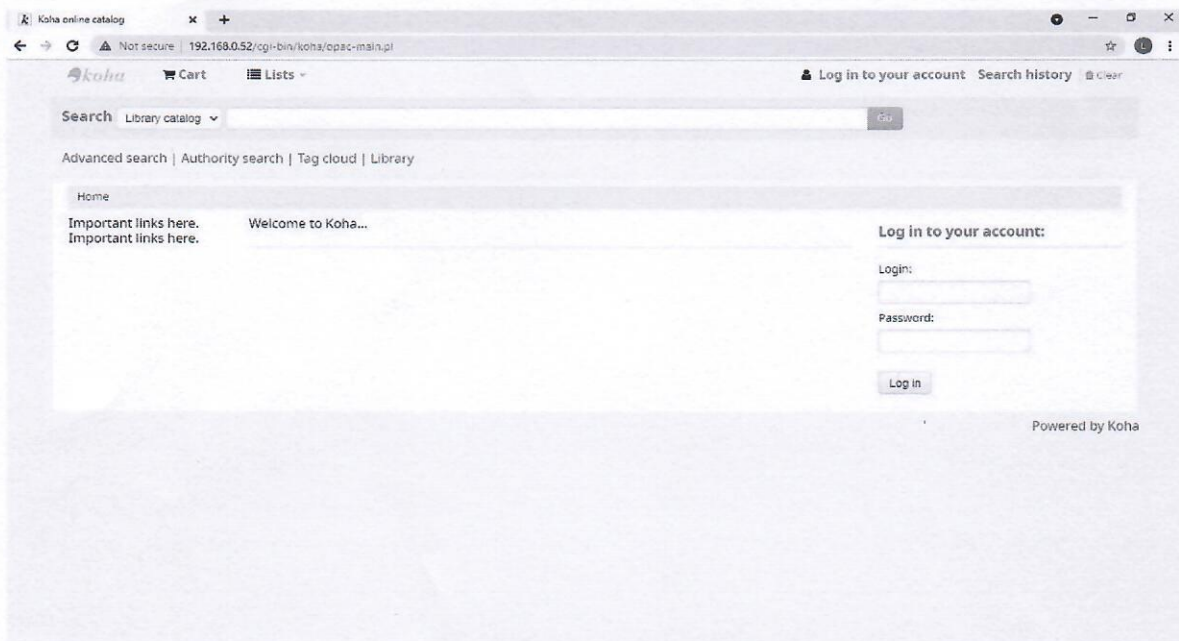 Koha online catalog
Not secure | 192.168.0.52/cgi-bin/koha/opac-main.pl
koha Cart Lists Log in to your account Search history Clear
Search Library catalog Go
Advanced search | Authority search | Tag cloud | Library
Home
Important links here. Welcome to Koha...
Important links here.
Log in to your account:
Login:
Password:
Log in
Powered by Koha